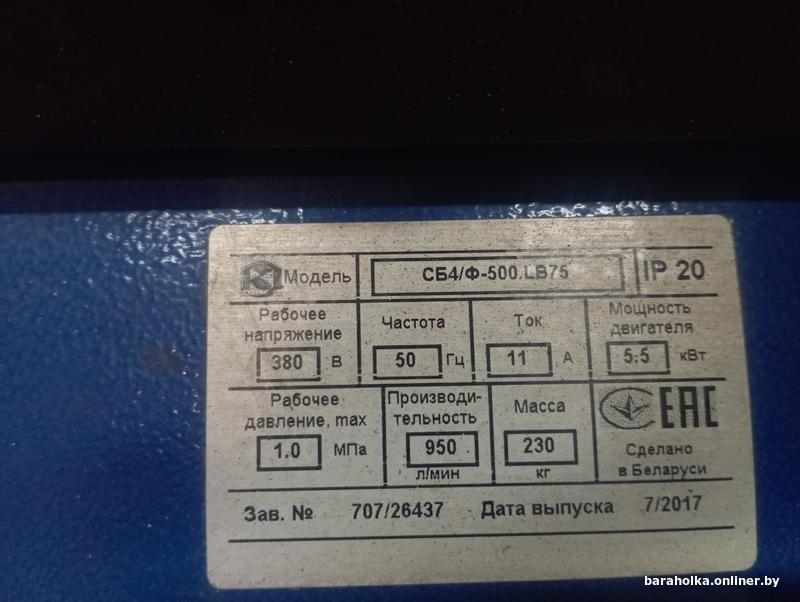 Модель СБ4/Ф-500.LB75 IP 20
Рабочее напряжение 380 В
Частота 50 Гц
Ток 11 А
Мощность двигателя 5.5 кВт
Рабочее давление, max 1.0 МПа
Производи-
тельность 950 л/мин
Масса 230 кг
ЕАС
Сделано
в Беларуси
Зав. № 707/26437 Дата выпуска 7/2017
baraholka.onliner.by